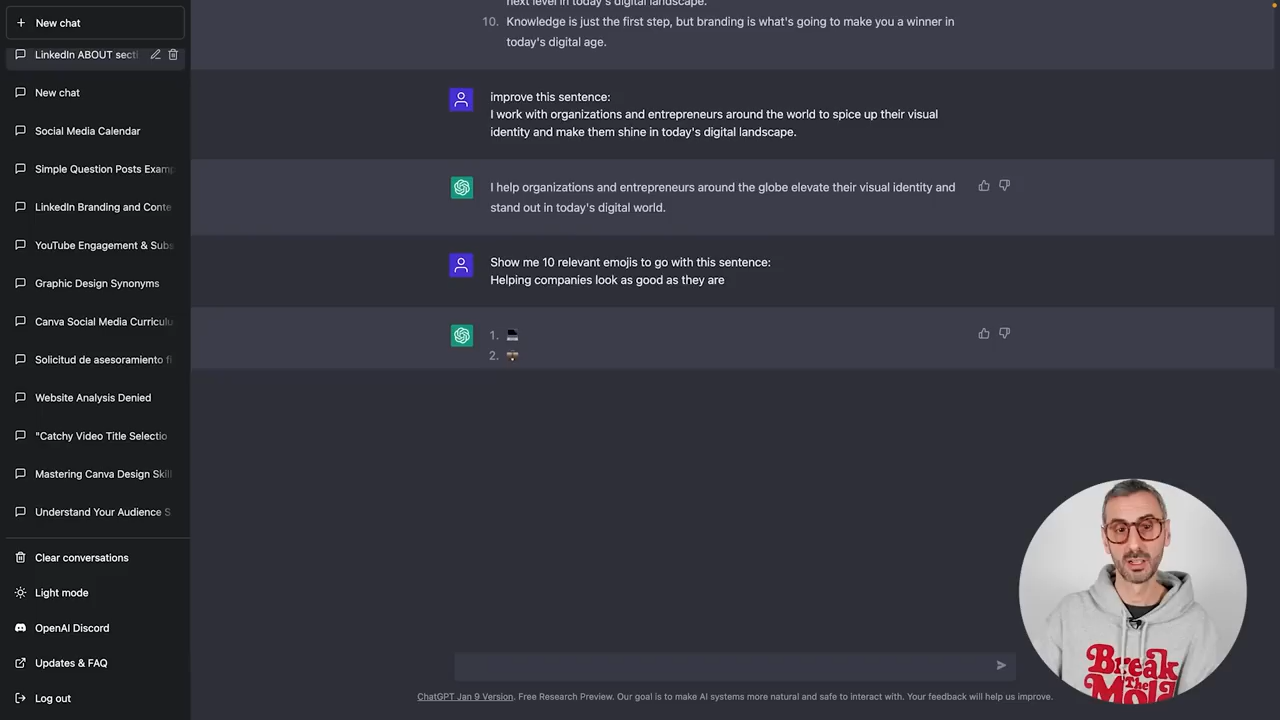 New chat
LinkedIn ABOUT secti
New chat
Social Media Calendar
Simple Question Posts Examp
LinkedIn Branding and Conte
YouTube Engagement & Subs
Graphic Design Synonyms
Canva Social Media Curriculu
Solicitud de asesoramiento fi
Website Analysis Denied
"Catchy Video Title Selectio
Mastering Canva Design Skill
Understand Your Audience S
Clear conversations
Light mode
OpenAI Discord
Updates & FAQ
Log out
next level in today's digital landscape.
10. Knowledge is just the first step, but branding is what's going to make you a winner in
today's digital age.
improve this sentence:
I work with organizations and entrepreneurs around the world to spice up their visual
identity and make them shine in today's digital landscape.
I help organizations and entrepreneurs around the globe elevate their visual identity and
stand out in today's digital world.
Show me 10 relevant emojis to go with this sentence:
Helping companies look as good as they are
1.
2.
ChatGPT Jan 9 Version. Free Research Preview. Our goal is to make AI systems more natural and safe to interact with. Your feedback will help us improve.
Break
The
Mold